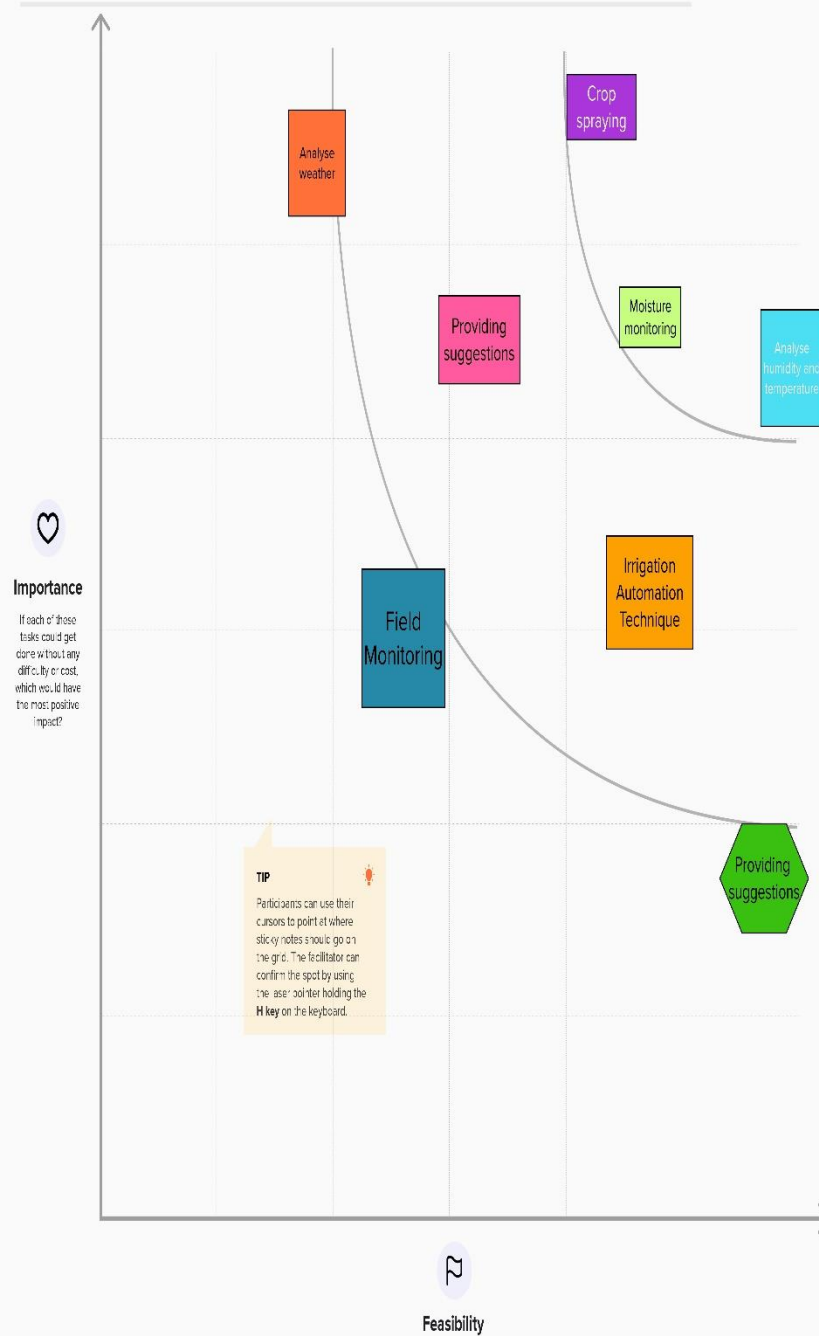 Crop
spraying
Analyse
weather
Moisture
monitoring
Providing
suggestions
Analyse
humidity and
temperature
Importance
If each of these
tasks could get
done without any
difficulty or cost,
which would have
the most positive
impact?
Irrigation
Automation
Technique
Field
Monitoring
Providing
suggestions
TIP
Participants can use their
cursors to point at where
sticky notes should go on
the grid. The facilitator can
confirm the spot by using
the laser pointer holding the
H key on the keyboard.
Feasibility